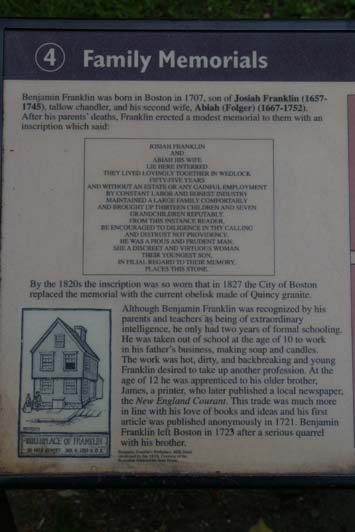 4 Family Memorials
Benjamin Franklin was born in Boston in 1707, son of Josiah Franklin (1657-
1745), tallow chandler, and his second wife, Abiah (Folger) (1667-1752).
After his parents' deaths, Franklin erected a modest memorial to them with an
inscription which said:
JOSIAH FRANKLIN
AND
ABIAH HIS WIFE
LIE HERE INTERRED
THEY LIVED LOVINGLY TOGETHER IN WEDLOCK
FIFTY-FIVE YEARS
AND WITHOUT AN ESTATE OR ANY GAINFUL EMPLOYMENT
BY CONSTANT LABOR AND HONEST INDUSTRY
MAINTAINED A LARGE FAMILY COMFORTABLY
AND BROUGHT UP THIRTEEN CHILDREN AND SEVEN
GRANDCHILDREN REPUTABLY.
FROM THIS INSTANCE READER,
BE ENCOURAGED TO DILIGENCE IN THY CALLING
AND DISTRUST NOT PROVIDENCE.
HE WAS A PIOUS AND PRUDENT MAN,
SHE A DISCREET AND VIRTUOUS WOMAN
THEIR YOUNGEST SON,
IN FILIAL REGARD TO THEIR MEMORY,
PLACES THIS STONE.
By the 1820s the inscription was so worn that in 1827 the City of Boston
replaced the memorial with the current obelisk made of Quincy granite.
Although Benjamin Franklin was recognized by his
parents and teachers as being of extraordinary
intelligence, he only had two years of formal schooling.
He was taken out of school at the age of 10 to work
in his father's business, making soap and candles.
The work was hot, dirty, and backbreaking and young
Franklin desired to take up another profession. At the
age of 12 he was apprenticed to his older brother,
James, a printer, who later published a local newspaper,
the New England Courant. This trade was much more
in line with his love of books and ideas and his first
article was published anonymously in 1721. Benjamin
Franklin left Boston in 1723 after a serious quarrel
with his brother.
BIRTHPLACE OF FRANKLIN